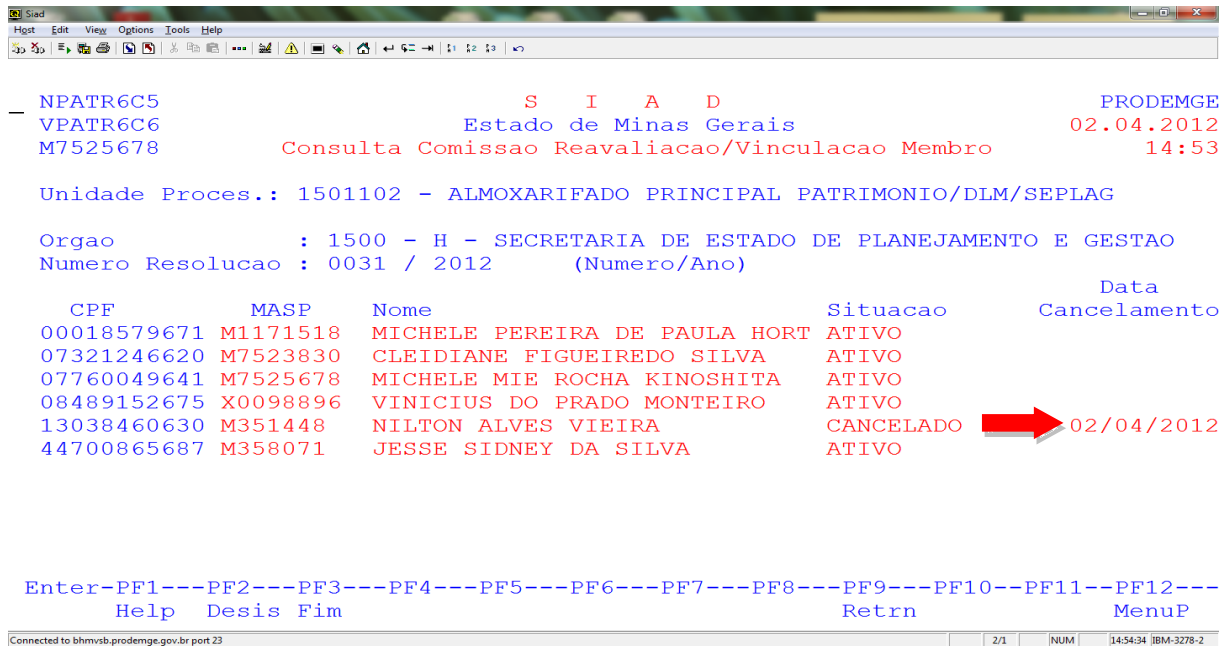 Siad
Host Edit View Options Tools Help
NPATR6C5 S I A D PRODEMGE
VPATR6C6 Estado de Minas Gerais 02.04.2012
M7525678 Consulta Comissao Reavaliacao/Vinculacao Membro 14:53
Unidade Proces.: 1501102 - ALMOXARIFADO PRINCIPAL PATRIMONIO/DLM/SEPLAG
Orgao : 1500 - H - SECRETARIA DE ESTADO DE PLANEJAMENTO E GESTAO
Numero Resolucao : 0031 / 2012 (Numero/Ano)
Data
CPF MASP Nome Situacao Cancelamento
00018579671 M1171518 MICHELE PEREIRA DE PAULA HORT ATIVO
07321246620 M7523830 CLEIDIANE FIGUEIREDO SILVA ATIVO
07760049641 M7525678 MICHELE MIE ROCHA KINOSHITA ATIVO
08489152675 X0098896 VINICIUS DO PRADO MONTEIRO ATIVO
13038460630 M351448 NILTON ALVES VIEIRA CANCELADO 02/04/2012
44700865687 M358071 JESSE SIDNEY DA SILVA ATIVO
Enter-PF1---PF2---PF3---PF4---PF5---PF6---PF7---PF8---PF9---PF10--PF11--PF12---
Help Desis Fim Retrn MenuP
Connected to bhmvsb.prodemge.gov.br port 23 2/1 NUM 14:54:34 IBM-3278-2